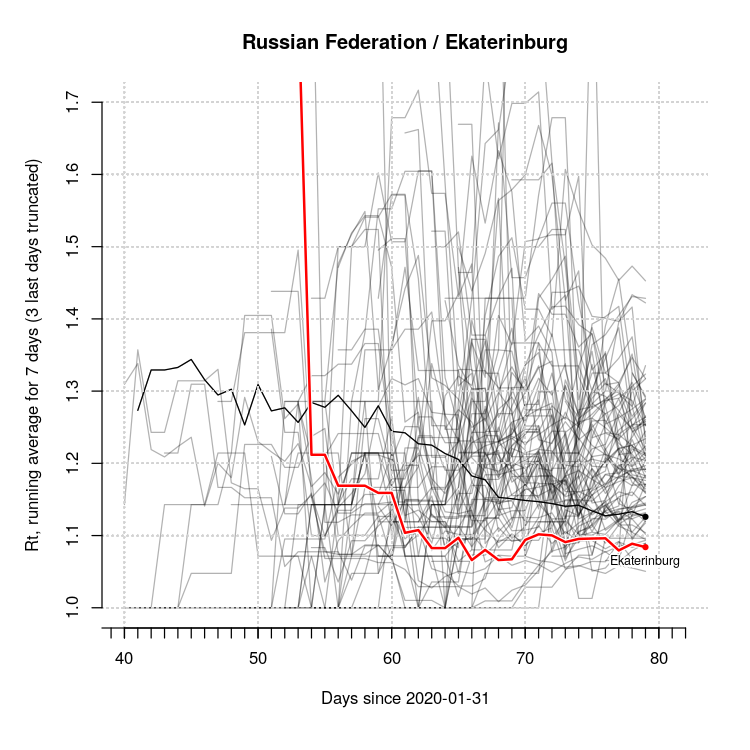 Russian Federation / Ekaterinburg
Rt, running average for 7 days (3 last days truncated)
1.7
1.6
1.5
1.4
1.3
1.2
1.1
1.0
Ekaterinburg
40 50 60 70 80
Days since 2020-01-31